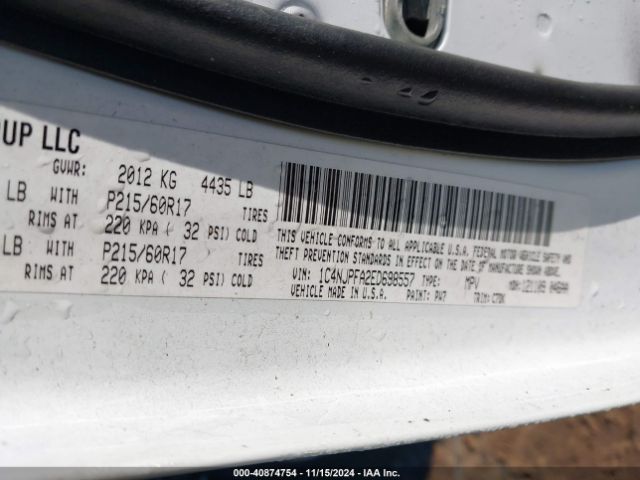 OUP LLC
GVWR: 2012 KG 4435 LB
LB WITH P215/60R17 TIRES
RIMS AT 220 KPA ( 32 PSI) COLD
LB WITH P215/60R17 TIRES
RIMS AT 220 KPA ( 32 PSI) COLD
THIS VEHICLE CONFORMS TO ALL APPLICABLE U.S.A. FEDERAL MOTOR VEHICLE SAFETY AND
THEFT PREVENTION STANDARDS IN EFFECT ON THE DATE OF MANUFACTURE SHOWN ABOVE.
VIN: 1C4NJPFA2ED698557 TYPE: MPV
VEHICLE MADE IN U.S.A. PAINT: PW7 TRIM: MDH:
000-40874754 - 11/15/2024 - IAA Inc.